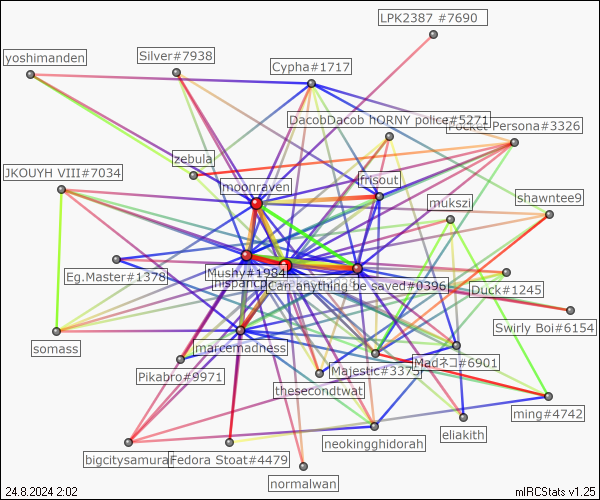 LPK2387 #7690
yoshimanden
Silver#7938
Cypha#1717
DacobDacob hORNY police#5271
Pocket Persona#3326
zebula
JKOUYH VIII#7034
moonraven
frisout
mukszi
shawntee9
Mushy#1984
Eg.Master#1378
Can anything be saved#0396
Duck#1245
Swirly Boi#6154
somass
marcemadness
Pikabro#9971
Majestic#3375
Madネコ#6901
thesecondtwat
ming#4742
eliakith
neokingghidorah
bigcitysamurai
Fedora Stoat#4479
normalwan
24.8.2024 2:02
mIRCStats v1.25